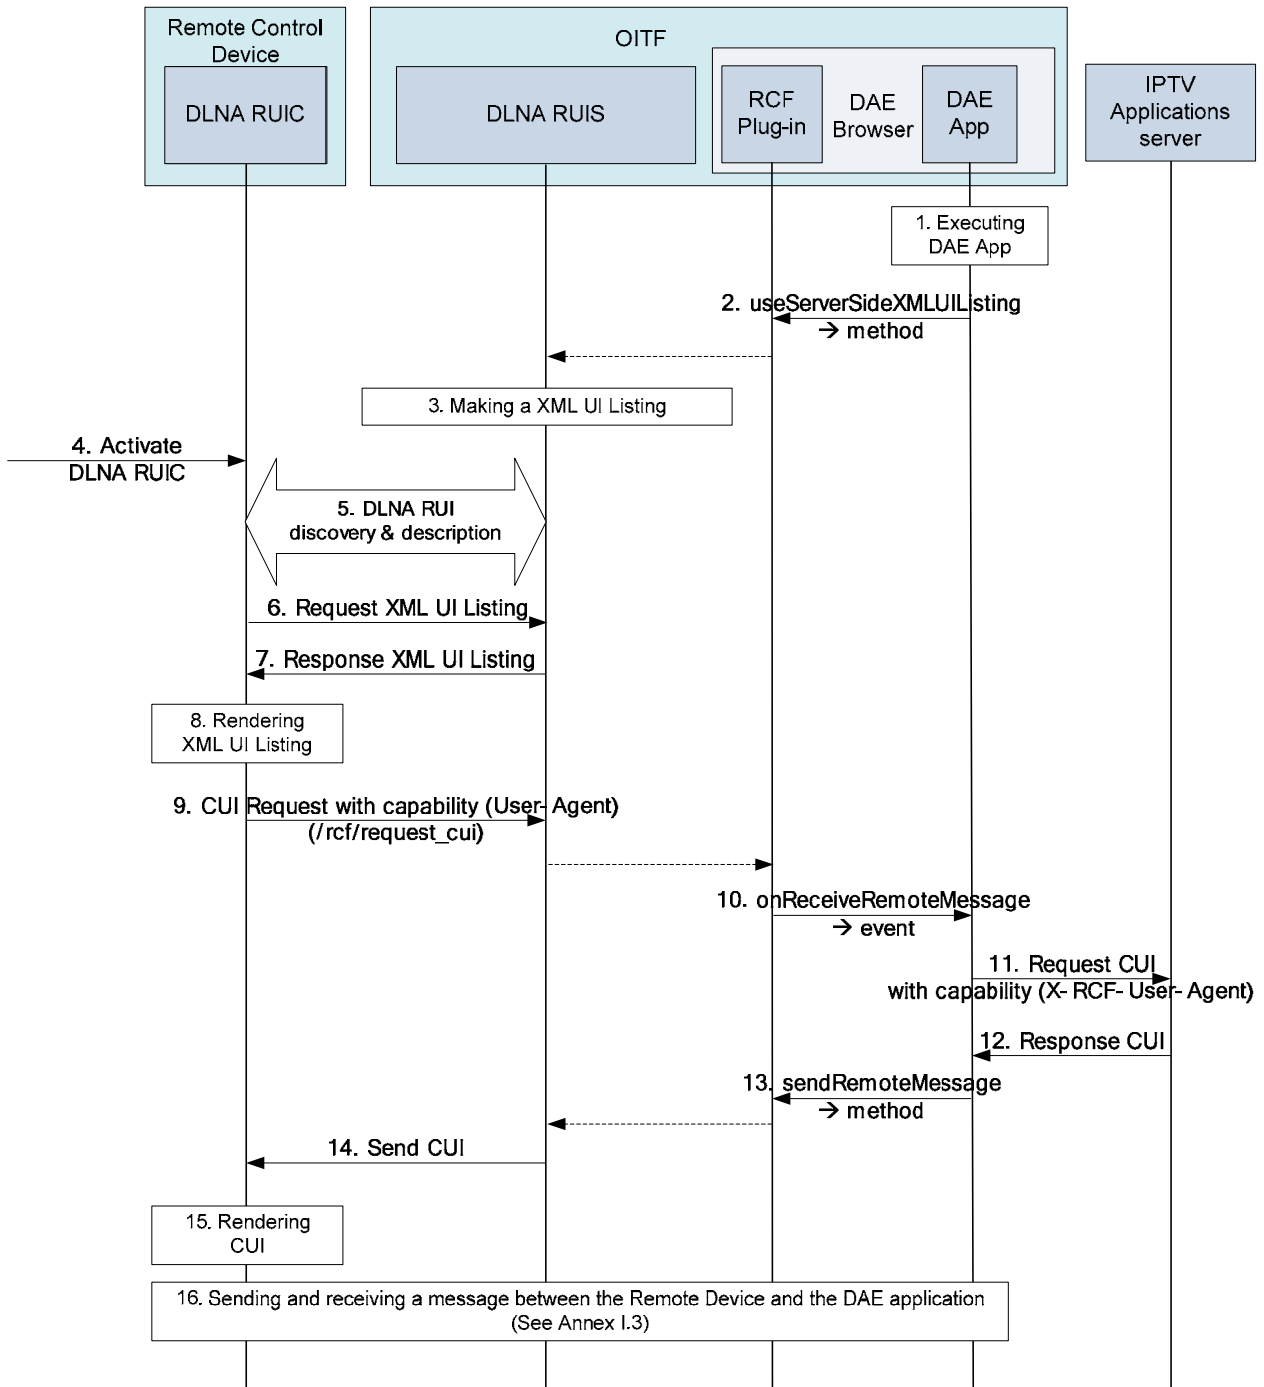 Remote Control
Device
OITF
DLNA RUIC
DLNA RUIS
RCF
Plug-in
DAE
Browser
DAE
App
IPTV
Applications
server
1. Executing
DAE App
2. useServerSideXMLUIListing
→ method
3. Making a XML UI Listing
4. Activate
DLNA RUIC
5. DLNA RUI
discovery & description
6. Request XML UI Listing
7. Response XML UI Listing
8. Rendering
XML UI Listing
9. CUI Request with capability (User-Agent)
(/rcf/request_cui)
10. onReceiveRemoteMessage
→ event
11. Request CUI
with capability (X-RCF-User-Agent)
12. Response CUI
13. sendRemoteMessage
→ method
14. Send CUI
15. Rendering
CUI
16. Sending and receiving a message between the Remote Device and the DAE application
(See Annex I.3)